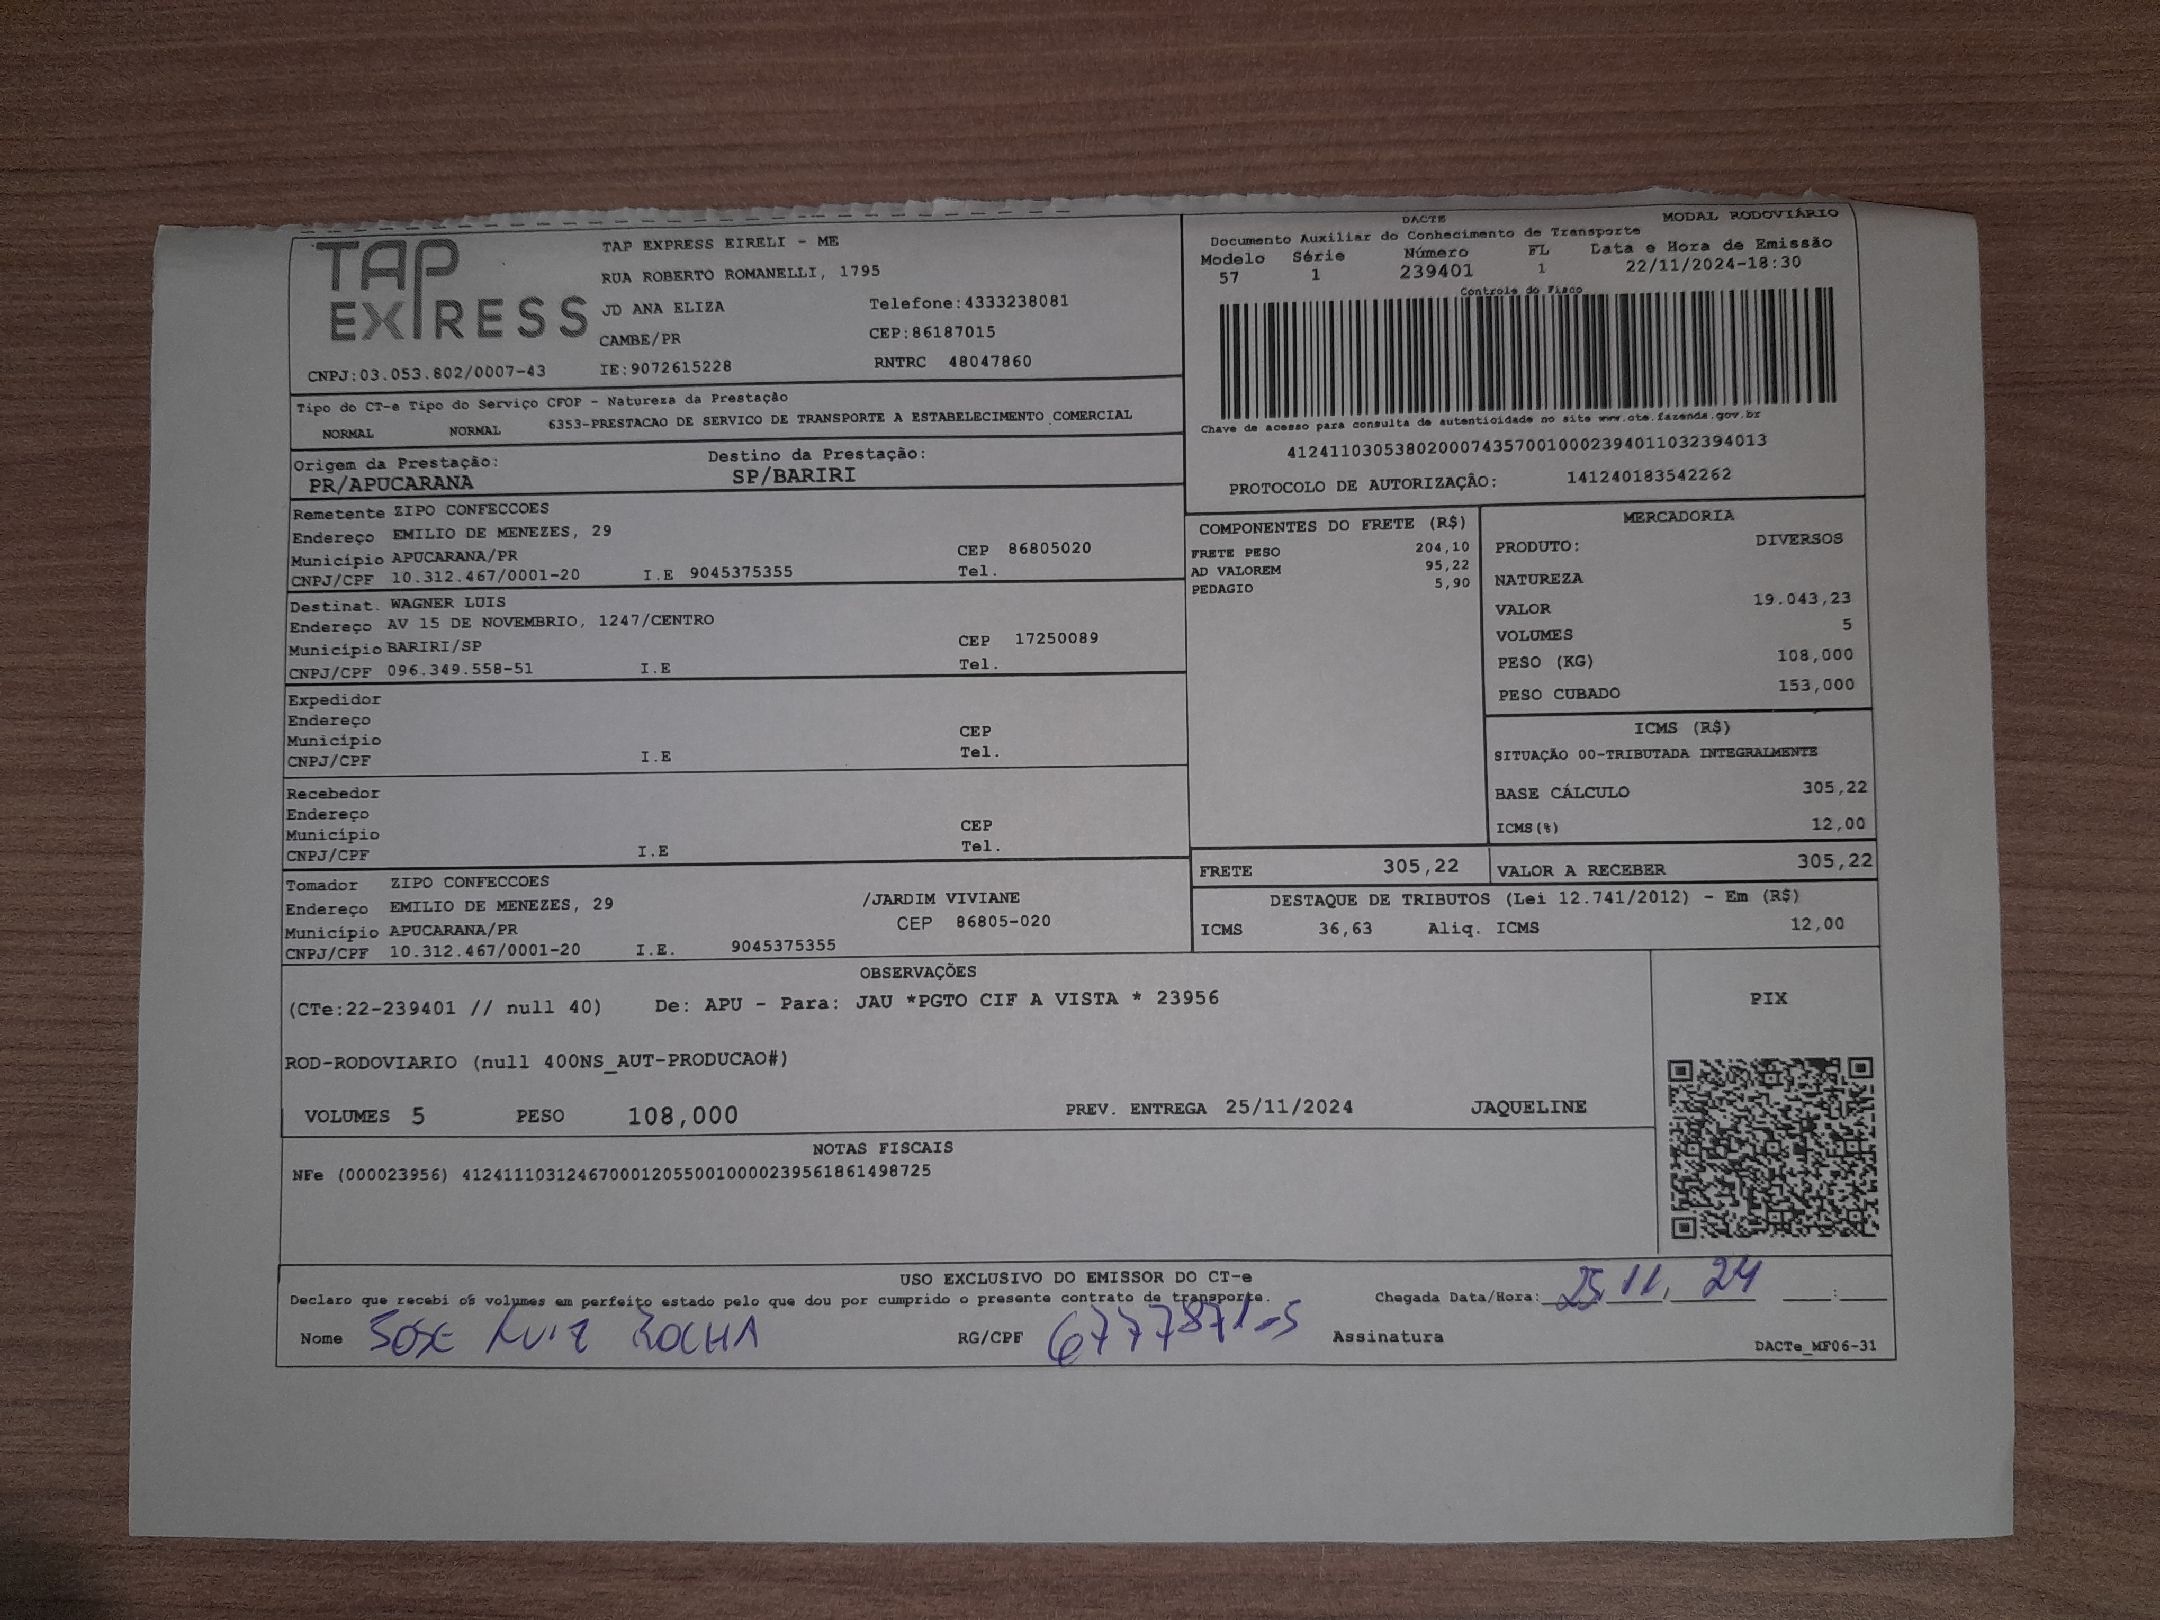 TAP
EXPRESS
TAP EXPRESS EIRELI - ME
RUA ROBERTO ROMANELLI, 1795
JD ANA ELIZA Telefone:4333238081
CAMBE/PR CEP:86187015
CNPJ:03.053.802/0007-43 IE:9072615228 RNTRC 48047860
DACTE MODAL RODOVIÁRIO
Documento Auxiliar do Conhecimento de Transporte
Modelo Série Número FL Data e Hora de Emissão
57 1 239401 1 22/11/2024-18:30
Controle do Fisco
Chave de acesso para consulta de autenticidade no site www.cte.fazenda.gov.br
41241103053802000743570010002394011032394013
PROTOCOLO DE AUTORIZAÇÃO: 141240183542262
Tipo do CT-e Tipo do Serviço CFOP - Natureza da Prestação
NORMAL NORMAL 6353-PRESTACAO DE SERVICO DE TRANSPORTE A ESTABELECIMENTO COMERCIAL
Origem da Prestação: Destino da Prestação:
PR/APUCARANA SP/BARIRI
Remetente ZIPO CONFECCOES
Endereço EMILIO DE MENEZES, 29
Município APUCARANA/PR CEP 86805020
CNPJ/CPF 10.312.467/0001-20 I.E 9045375355 Tel.
Destinat. WAGNER LUIS
Endereço AV 15 DE NOVEMBRIO, 1247/CENTRO
Município BARIRI/SP CEP 17250089
CNPJ/CPF 096.349.558-51 I.E Tel.
Expedidor
Endereço
Município CEP
CNPJ/CPF I.E Tel.
Recebedor
Endereço
Município CEP
CNPJ/CPF I.E Tel.
Tomador ZIPO CONFECCOES
Endereço EMILIO DE MENEZES, 29 /JARDIM VIVIANE
Município APUCARANA/PR CEP 86805-020
CNPJ/CPF 10.312.467/0001-20 I.E. 9045375355
COMPONENTES DO FRETE (R$)
FRETE PESO 204,10
AD VALOREM 95,22
PEDAGIO 5,90
MERCADORIA
PRODUTO: DIVERSOS
NATUREZA
VALOR 19.043,23
VOLUMES 5
PESO (KG) 108,000
PESO CUBADO 153,000
ICMS (R$)
SITUAÇÃO 00-TRIBUTADA INTEGRALMENTE
BASE CÁLCULO 305,22
ICMS(%) 12,00
FRETE 305,22 VALOR A RECEBER 305,22
DESTAQUE DE TRIBUTOS (Lei 12.741/2012) - Em (R$)
ICMS 36,63 Aliq. ICMS 12,00
OBSERVAÇÕES
(CTe:22-239401 // null 40) De: APU - Para: JAU *PGTO CIF A VISTA * 23956
ROD-RODOVIARIO (null 400NS_AUT-PRODUCAO#)
VOLUMES 5 PESO 108,000 PREV. ENTREGA 25/11/2024 JAQUELINE
PIX
NOTAS FISCAIS
NFe (000023956) 41241110312467000120550010000239561861498725
USO EXCLUSIVO DO EMISSOR DO CT-e
Declaro que recebi os volumes em perfeito estado pelo que dou por cumprido o presente contrato de transporte. Chegada Data/Hora: 25/11/24 __:__
Nome JOSE RUIZ ROCHA RG/CPF 6777871-5 Assinatura
DACTe_MF06-31